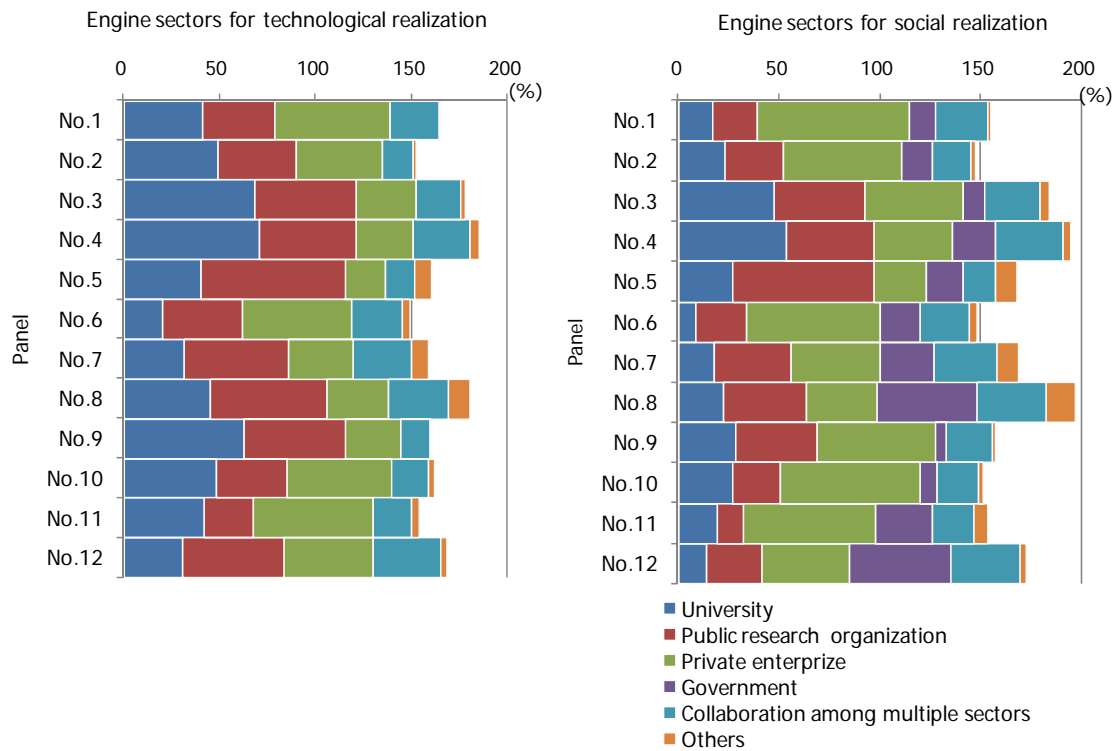 Engine sectors for technological realization
0 50 100 150 200
(%)
No.1
No.2
No.3
No.4
No.5
No.6
No.7
No.8
No.9
No.10
No.11
No.12
Panel
Engine sectors for social realization
0 50 100 150 200
(%)
No.1
No.2
No.3
No.4
No.5
No.6
No.7
No.8
No.9
No.10
No.11
No.12
Panel
University
Public research organization
Private enterprize
Government
Collaboration among multiple sectors
Others